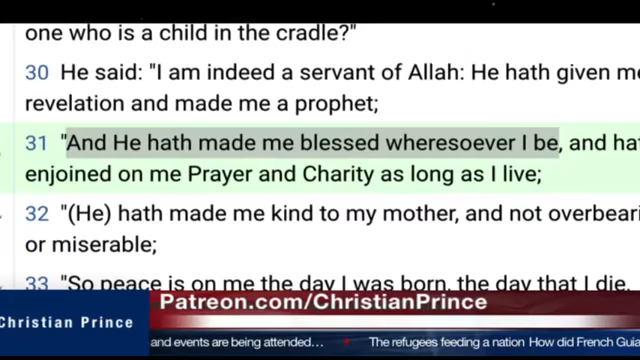 one who is a child in the cradle?"
30 He said: "I am indeed a servant of Allah: He hath given me
revelation and made me a prophet;
31 "And He hath made me blessed wheresoever I be, and hat
enjoined on me Prayer and Charity as long as I live;
32 "(He) hath made me kind to my mother, and not overbeari
or miserable;
33 "So peace is on me the day I was born, the day that I die,
Patreon.com/ChristianPrince
Christian Prince
and events are being attended... The refugees feeding a nation How did French Guia